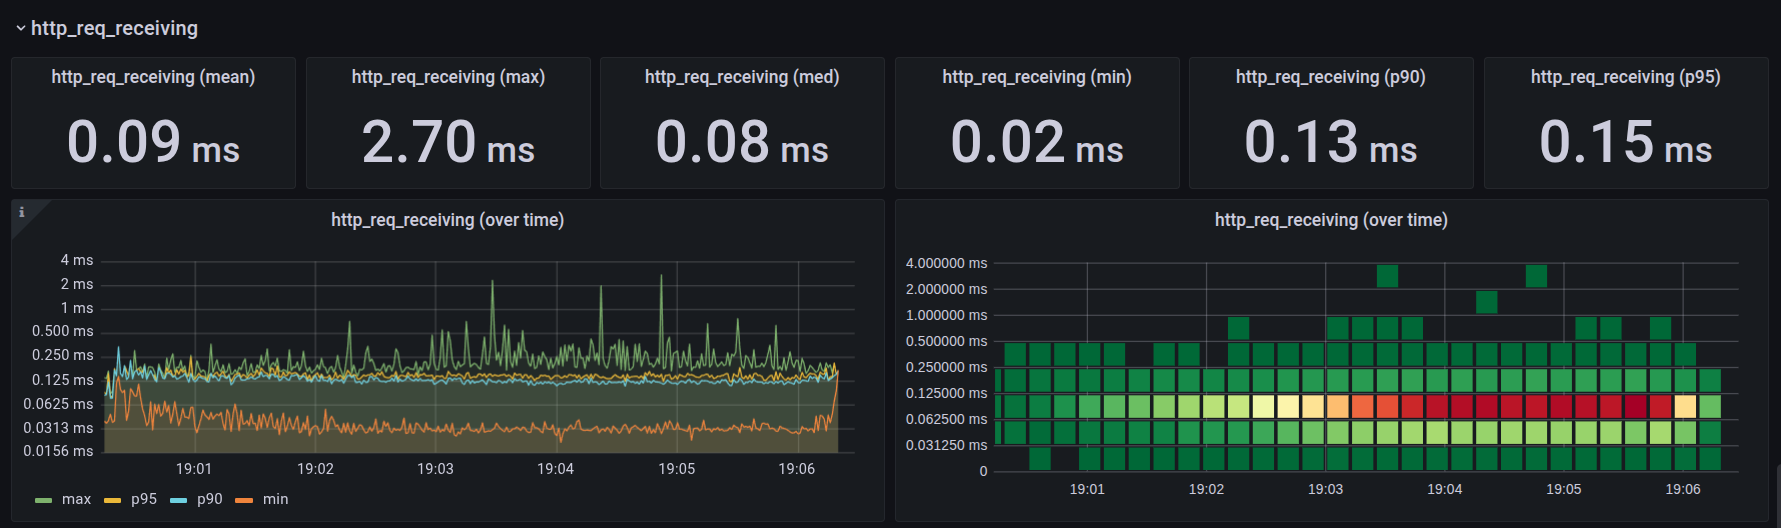 http_req_receiving
http_req_receiving (mean)
0.09 ms
http_req_receiving (max)
2.70 ms
http_req_receiving (med)
0.08 ms
http_req_receiving (min)
0.02 ms
http_req_receiving (p90)
0.13 ms
http_req_receiving (p95)
0.15 ms
i
http_req_receiving (over time)
4 ms
2 ms
1 ms
0.500 ms
0.250 ms
0.125 ms
0.0625 ms
0.0313 ms
0.0156 ms
19:01 19:02 19:03 19:04 19:05 19:06
max p95 p90 min
http_req_receiving (over time)
4.000000 ms
2.000000 ms
1.000000 ms
0.500000 ms
0.250000 ms
0.125000 ms
0.062500 ms
0.031250 ms
0
19:01 19:02 19:03 19:04 19:05 19:06